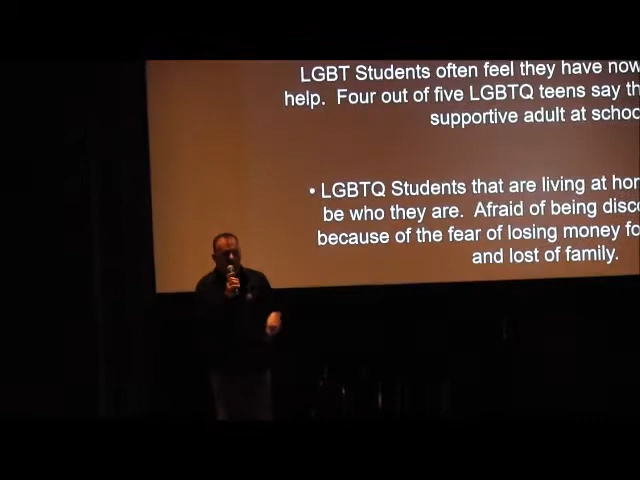 LGBT Students often feel they have now
help. Four out of five LGBTQ teens say th
supportive adult at schoo
• LGBTQ Students that are living at hor
be who they are. Afraid of being disco
because of the fear of losing money fo
and lost of family.